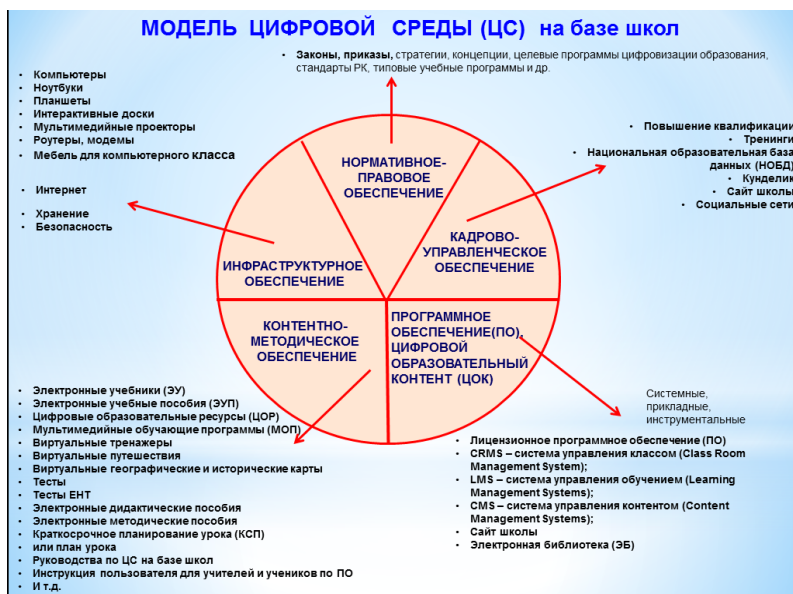 МОДЕЛЬ ЦИФРОВОЙ СРЕДЫ (ЦС) на базе школ
• Законы, приказы, стратегии, концепции, целевые программы цифровизации образования,
стандарты РК, типовые учебные программы и др.
• Компьютеры
• Ноутбуки
• Планшеты
• Интерактивные доски
• Мультимедийные проекторы
• Роутеры, модемы
• Мебель для компьютерного класса
• Интернет
• Хранение
• Безопасность
• Повышение квалификации
• Тренинги
• Национальная образовательная база
данных (НОБД)
• Кунделик
• Сайт школы
• Социальные сети
НОРМАТИВНОЕ-
ПРАВОВОЕ
ОБЕСПЕЧЕНИЕ
КАДРОВО-
УПРАВЛЕНЧЕСКОЕ
ОБЕСПЕЧЕНИЕ
ИНФРАСТРУКТУРНОЕ
ОБЕСПЕЧЕНИЕ
КОНТЕНТНО-
МЕТОДИЧЕСКОЕ
ОБЕСПЕЧЕНИЕ
ПРОГРАММНОЕ
ОБЕСПЕЧЕНИЕ(ПО),
ЦИФРОВОЙ
ОБРАЗОВАТЕЛЬНЫЙ
КОНТЕНТ (ЦОК)
• Электронные учебники (ЭУ)
• Электронные учебные пособия (ЭУП)
• Цифровые образовательные ресурсы (ЦОР)
• Мультимедийные обучающие программы (МОП)
• Виртуальные тренажеры
• Виртуальные путешествия
• Виртуальные географические и исторические карты
• Тесты
• Тесты ЕНТ
• Электронные дидактические пособия
• Электронные методические пособия
• Краткосрочное планирование урока (КСП)
• или план урока
• Руководства по ЦС на базе школ
• Инструкция пользователя для учителей и учеников по ПО
• И т.д.
Системные,
прикладные,
инструментальные
• Лицензионное программное обеспечение (ПО)
• CRMS – система управления классом (Class Room
Management System);
• LMS – система управления обучением (Learning
Management Systems);
• CMS – система управления контентом (Content
Management Systems);
• Сайт школы
• Электронная библиотека (ЭБ)